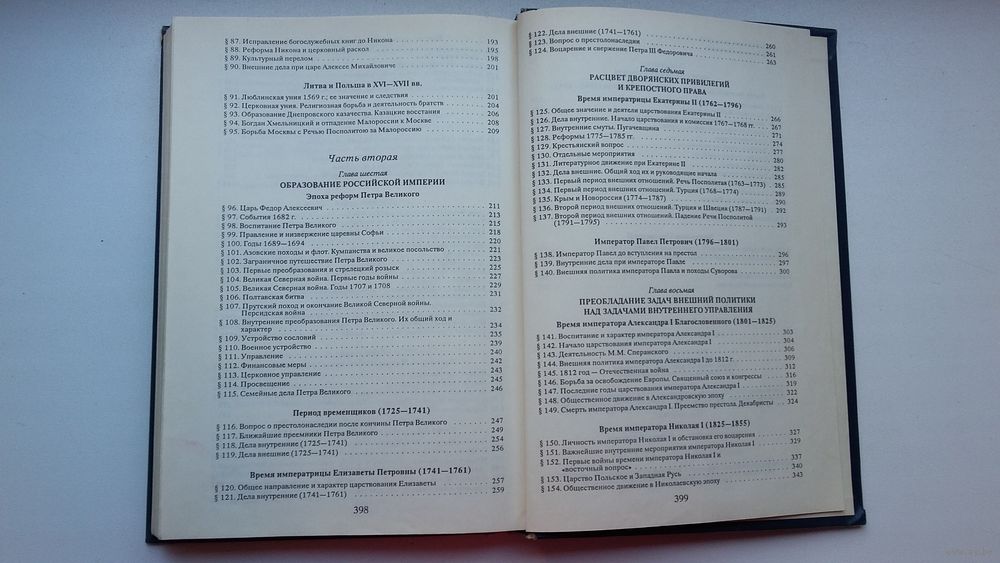 § 87. Исправление богослужебных книг до Никона 193
§ 88. Реформа Никона и церковный раскол 195
§ 89. Культурный перелом 198
§ 90. Внешние дела при царе Алексее Михайловиче 201
Литва и Польша в XVI—XVII вв.
§ 91. Люблинская уния 1569 г.; ее значение и следствия 201
§ 92. Церковная уния. Религиозная борьба и деятельность братств 204
§ 93. Образование Днепровского казачества. Казацкие восстания 206
§ 94. Богдан Хмельницкий и отпадение Малороссии к Москве 208
§ 95. Борьба Москвы с Речью Посполитою за Малороссию 209
Часть вторая
Глава шестая
ОБРАЗОВАНИЕ РОССИЙСКОЙ ИМПЕРИИ
Эпоха реформ Петра Великого
§ 96. Царь Федор Алексеевич 211
§ 97. События 1682 г. 213
§ 98. Воспитание Петра Великого 215
§ 99. Правление и низвержение царевны Софьи 218
§ 100. Годы 1689—1694 220
§ 101. Азовские походы и флот. Кумпанства и великое посольство 221
§ 102. Заграничное путешествие Петра Великого 223
§ 103. Первые преобразования и стрелецкий розыск 225
§ 104. Великая Северная война. Первые годы войны 227
§ 105. Великая Северная война. Годы 1707 и 1708 229
§ 106. Полтавская битва 231
§ 107. Прутский поход и окончание Великой Северной войны.
Персидская война 232
§ 108. Внутренние преобразования Петра Великого. Их общий ход и
характер 234
§ 109. Устройство сословий 235
§ 110. Военное устройство 239
§ 111. Управление 240
§ 112. Финансовые меры 242
§ 113. Церковное управление 243
§ 114. Просвещение 245
§ 115. Семейные дела Петра Великого 246
Период временщиков (1725—1741)
§ 116. Вопрос о престолонаследии после кончины Петра Великого 247
§ 117. Ближайшие преемники Петра Великого 249
§ 118. Дела внутренние (1725—1741) 254
§ 119. Дела внешние (1725—1741) 256
Время императрицы Елизаветы Петровны (1741—1761)
§ 120. Общее направление и характер царствования Елизаветы 257
§ 121. Дела внутренние (1741—1761) 259
398
§ 122. Дела внешние (1741—1761) 260
§ 123. Вопрос о престолонаследии 261
§ 124. Воцарение и свержение Петра III Федоровича 263
Глава седьмая
РАСЦВЕТ ДВОРЯНСКИХ ПРИВИЛЕГИЙ
И КРЕПОСТНОГО ПРАВА
Время императрицы Екатерины II (1762—1796)
§ 125. Общее значение и деятели царствования Екатерины II 266
§ 126. Дела внутренние. Начало царствования и комиссия 1767—1768 гг. 267
§ 127. Внутренние смуты. Пугачевщина 271
§ 128. Реформы 1775—1785 гг. 274
§ 129. Крестьянский вопрос 277
§ 130. Отдельные мероприятия 280
§ 131. Литературное движение при Екатерине II 282
§ 132. Дела внешние. Общий ход их и руководящие начала 285
§ 133. Первый период внешних отношений. Речь Посполитая (1763—1773) 285
§ 134. Первый период внешних отношений. Турция (1768—1774) 289
§ 135. Крым и Новороссия (1774—1787) 290
§ 136. Второй период внешних отношений. Турция и Швеция (1787—1791) 292
§ 137. Второй период внешних отношений. Падение Речи Посполитой
(1791—1795) 293
Император Павел Петрович (1796—1801)
§ 138. Император Павел до вступления на престол 296
§ 139. Внутренние дела при императоре Павле 297
§ 140. Внешняя политика императора Павла и походы Суворова 300
Глава восьмая
ПРЕОБЛАДАНИЕ ЗАДАЧ ВНЕШНИЙ ПОЛИТИКИ
НАД ЗАДАЧАМИ ВНУТРЕННЕГО УПРАВЛЕНИЯ
Время императора Александра I Благословенного (1801—1825)
§ 141. Воспитание и характер императора Александра I 303
§ 142. Начало царствования императора Александра I 304
§ 143. Деятельность М.М. Сперанского 306
§ 144. Внешняя политика императора Александра I до 1812 г. 309
§ 145. 1812 год — Отечественная война 312
§ 146. Борьба за освобождение Европы. Священный союз и конгрессы 316
§ 147. Последние годы царствования императора Александра I 319
§ 148. Общественное движение в Александровскую эпоху 322
§ 149. Смерть императора Александра I. Преемство престола. Декабристы 324
Время императора Николая I (1825—1855)
§ 150. Личность императора Николая I и обстановка его воцарения 327
§ 151. Важнейшие внутренние мероприятия императора Николая I 329
§ 152. Первые войны времени императора Николая I и
«восточный вопрос» 337
§ 153. Царство Польское и Западная Русь 340
§ 154. Общественное движение в Николаевскую эпоху 343
399